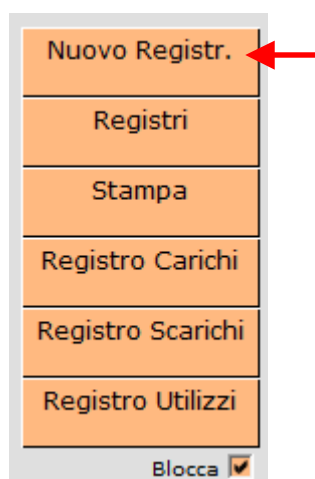 Nuovo Registr.
Registri
Stampa
Registro Carichi
Registro Scarichi
Registro Utilizzi
Blocca